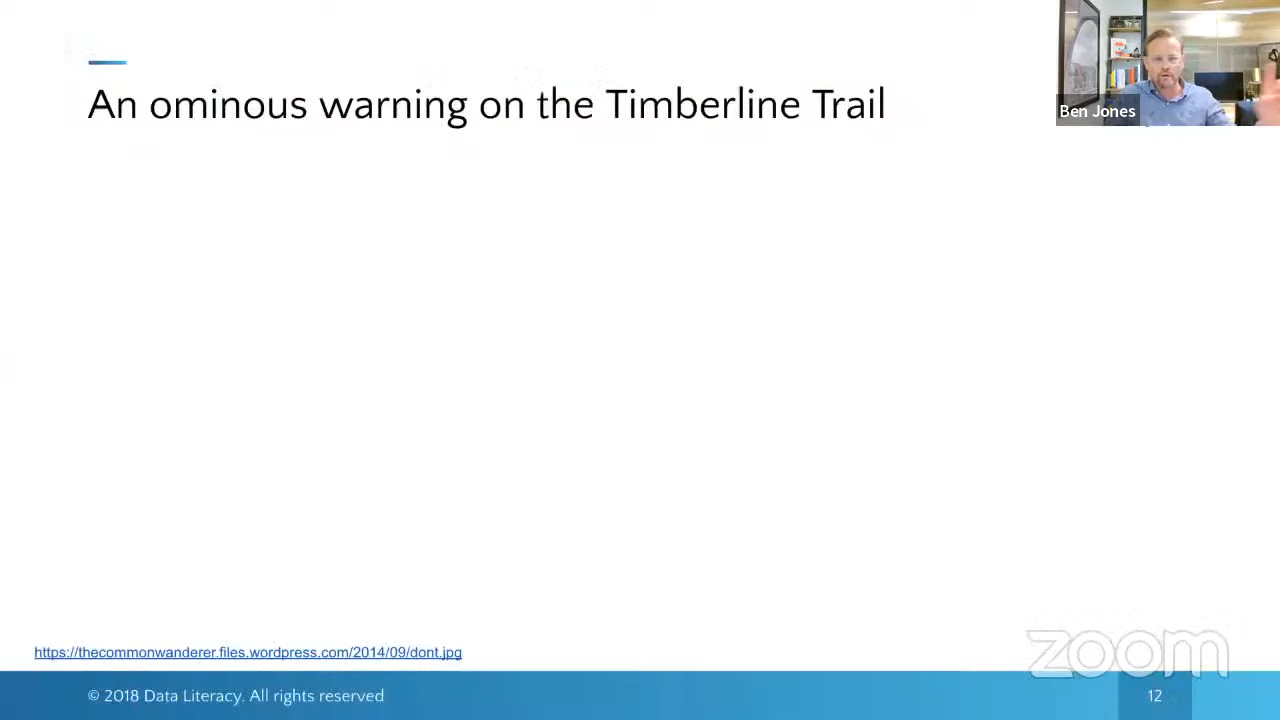 An ominous warning on the Timberline Trail
Ben Jones
https://thecommonwanderer.files.wordpress.com/2014/09/dont.jpg
zoom
© 2018 Data Literacy. All rights reserved
12